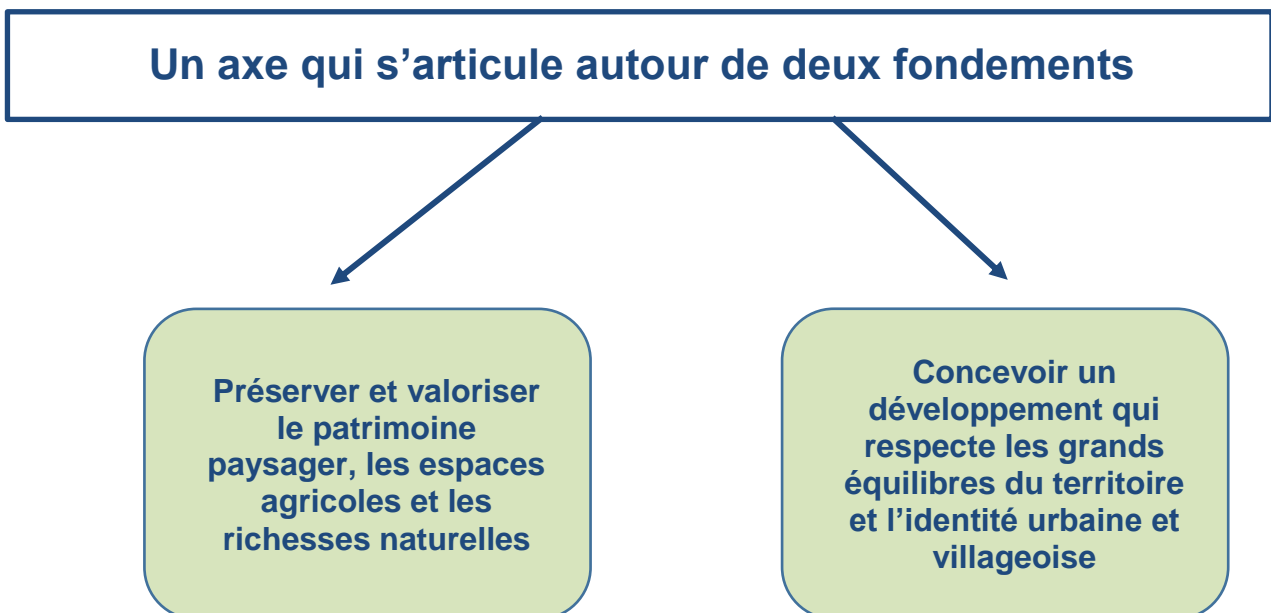 Un axe qui s’articule autour de deux fondements
Préserver et valoriser
le patrimoine
paysager, les espaces
agricoles et les
richesses naturelles
Concevoir un
développement qui
respecte les grands
équilibres du territoire
et l’identité urbaine et
villageoise